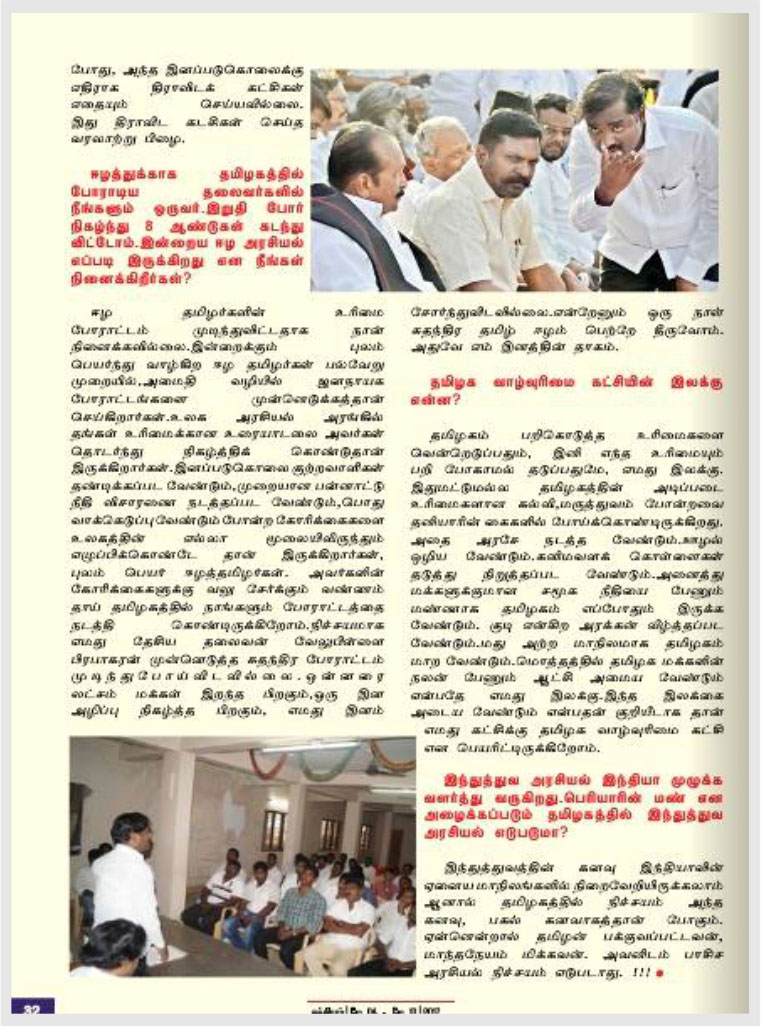 போது, அந்த இனப்படுகொலைக்கு
எதிராக திராவிடக் கட்சிகள்
எதையும் செய்யவில்லை.
இது திராவிட கடசிகள் செய்த
வரலாற்று பிழை.
ஈழத்துக்காக தமிழகத்தில்
போராடிய தலைவர்களில்
நீங்களும் ஒருவர்.இறுதி போர்
நிகழ்ந்து 8 ஆண்டுகள் கடந்து
விட்டோம்.இன்றைய ஈழ அரசியல்
எப்படி இருக்கிறது என நீங்கள்
நினைக்கிறீர்கள்?
ஈழ தமிழர்களின் உரிமை
போராட்டம் முடிந்துவிட்டதாக நான்
நினைக்கவில்லை.இன்றைக்கும் புலம்
பெயர்ந்து வாழ்கிற ஈழ தமிழர்கள் பல்வேறு
முறையில்,அமைதி வழியில் ஜனநாயக
போராட்டங்களை முன்னெடுக்கத்தான்
செய்கிறார்கள்.உலக அரசியல் அரங்கில்
தங்கள் உரிமைக்கான உரையாடலை அவர்கள்
தொடர்ந்து நிகழ்த்திக் கொண்டுதான்
இருக்கிறார்கள்.இனப்படுகொலை குற்றவாளிகள்
தண்டிக்கப்பட வேண்டும்,முறையான பன்னாட்டு
நீதி விசாரணை நடத்தப்பட வேண்டும்,பொது
வாக்கெடுப்பு வேண்டும் போன்ற கோரிக்கைகளை
உலகத்தின் எல்லா மூலையிலிருந்தும்
எழுப்பிக்கொண்டே தான் இருக்கிறார்கள்,
புலம் பெயர் ஈழத்தமிழர்கள். அவர்களின்
கோரிக்கைகளுக்கு வலு சேர்க்கும் வண்ணம்
தாய் தமிழகத்தில் நாங்களும் போராட்டத்தை
நடத்தி கொண்டிருக்கிறோம்.நிச்சயமாக
எமது தேசிய தலைவன் வேலுபிள்ளை
பிரபாகரன் முன்னெடுத்த சுதந்திர போராட்டம்
முடிந்துபோய்விடவில்லை.ஒன்னரை
லட்சம் மக்கள் இறந்த பிறகும்,ஒரு இன
அழிப்பு நிகழ்த்த பிறகும், எமது இனம்
சோர்ந்துவிடவில்லை.என்றேனும் ஒரு நாள்
சுதந்திர தமிழ் ஈழம் பெற்றே தீருவோம்.
அதுவே எம் இனத்தின் தாகம்.
தமிழக வாழ்வுரிமை கட்சியின் இலக்கு
என்ன?
தமிழகம் பறிகொடுத்த உரிமைகளை
வென்றெடுப்பதும், இனி எந்த உரிமையும்
பறி போகாமல் தடுப்பதுமே, எமது இலக்கு.
இதுமட்டுமல்ல தமிழகத்தின் அடிப்படை
உரிமைகளான கல்வி,மருத்துவம் போன்றவை
தனியாரின் கைகளில் போய்க்கொண்டிருக்கிறது.
அதை அரசே நடத்த வேண்டும்.ஊழல்
ஒழிய வேண்டும்.கனிமவளக் கொள்ளைகள்
தடுத்து நிறுத்தப்பட வேண்டும்.அனைத்து
மக்களுக்குமான சமூக நீதியை பேணும்
மண்ணாக தமிழகம் எப்போதும் இருக்க
வேண்டும். குடி என்கிற அரக்கன் வீழ்த்தப்பட
வேண்டும்.மது அற்ற மாநிலமாக தமிழகம்
மாற வேண்டும்.மொத்தத்தில் தமிழக மக்களின்
நலன் பேணும் ஆட்சி அமைய வேண்டும்
என்பதே எமது இலக்கு.இந்த இலக்கை
அடைய வேண்டும் என்பதன் குறியீடாக தான்
எமது கட்சிக்கு தமிழக வாழ்வுரிமை கட்சி
என பெயரிட்டிருக்கிறோம்.
இந்துத்துவ அரசியல் இந்தியா முழுக்க
வளர்த்து வருகிறது.பெரியாரின் மண் என
அழைக்கப்படும் தமிழகத்தில் இந்துத்துவ
அரசியல் எடுபடுமா?
இந்துத்துவத்தின் கனவு இந்தியாவின்
ஏனைய மாநிலங்களில் நிறைவேறியிருக்கலாம்
ஆனால் தமிழகத்தில் நிச்சயம் அந்த
கனவு, பகல் கனவாகத்தான் போகும்.
ஏன்னென்றால் தமிழன் பக்குவப்பட்டவன்,
மாந்தநேயம் மிக்கவன். அவனிடம் பாசிச
அரசியல் நிச்சயம் எடுபடாது. !!!
32